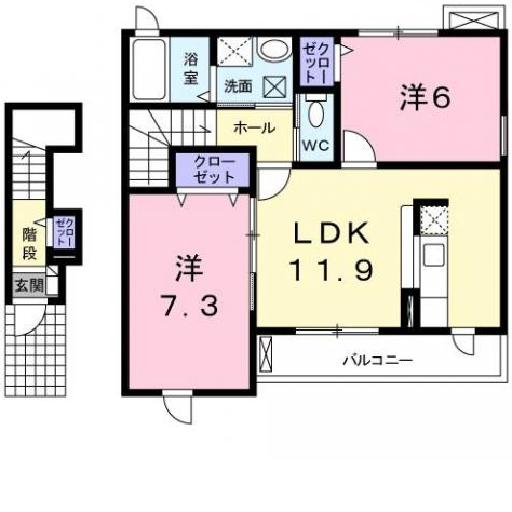 浴室
洗面
クローゼット
洋6
ホール
WC
クローゼット
LDK
11.9
洋
7.3
バルコニー
階段
クローゼット
玄関